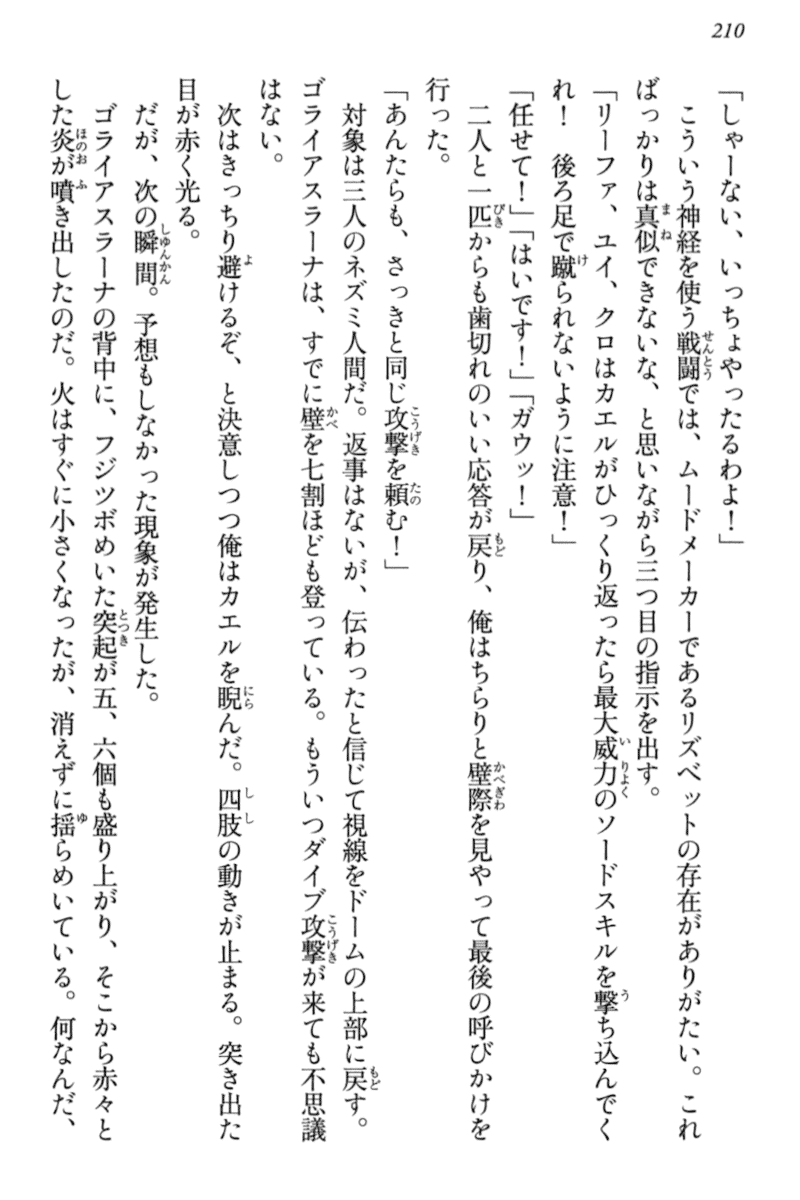 210
「しゃーない、いっちょやったるわよ！」
　こういう神経を使う戦闘では、ムードメーカーであるリズベットの存在がありがたい。これ
ばっかりは真似できないな、と思いながら三つ目の指示を出す。
「リーファ、ユイ、クロはカエルがひっくり返ったら最大威力のソードスキルを撃ち込んでく
れ！　後ろ足で蹴られないように注意！」
「任せて！」「はいです！」「ガウッ！」
　二人と一匹からも歯切れのいい応答が戻り、俺はちらりと壁際を見やって最後の呼びかけを
行った。
「あんたらも、さっきと同じ攻撃を頼む！」
　対象は三人のネズミ人間だ。返事はないが、伝わったと信じて視線をドームの上部に戻す。
ゴライアスラーナは、すでに壁を七割ほども登っている。もういつダイブ攻撃が来ても不思議
はない。
　次はきっちり避けるぞ、と決意しつつ俺はカエルを睨んだ。四肢の動きが止まる。突き出た
目が赤く光る。
　だが、次の瞬間。予想もしなかった現象が発生した。
　ゴライアスラーナの背中に、フジツボめいた突起が五、六個も盛り上がり、そこから赤々と
した炎が噴き出したのだ。火はすぐに小さくなったが、消えずに揺らめいている。何なんだ、